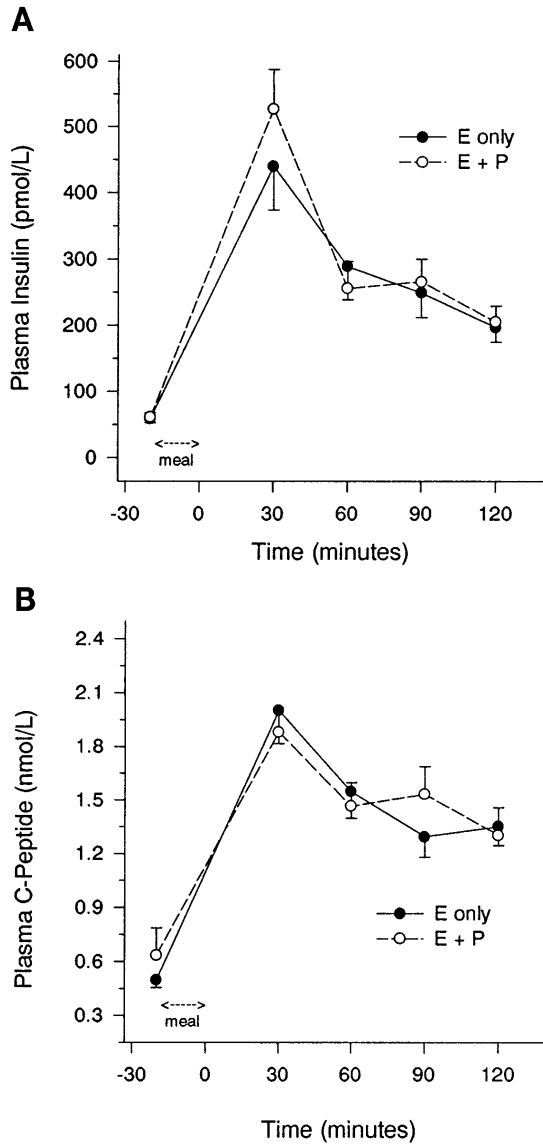 A
600
500
400
300
200
100
0
Plasma Insulin (pmol/L)
E only
E + P
meal
-30 0 30 60 90 120
Time (minutes)
B
2.4
2.1
1.8
1.5
1.2
0.9
0.6
0.3
Plasma C-Peptide (nmol/L)
E only
E + P
meal
-30 0 30 60 90 120
Time (minutes)